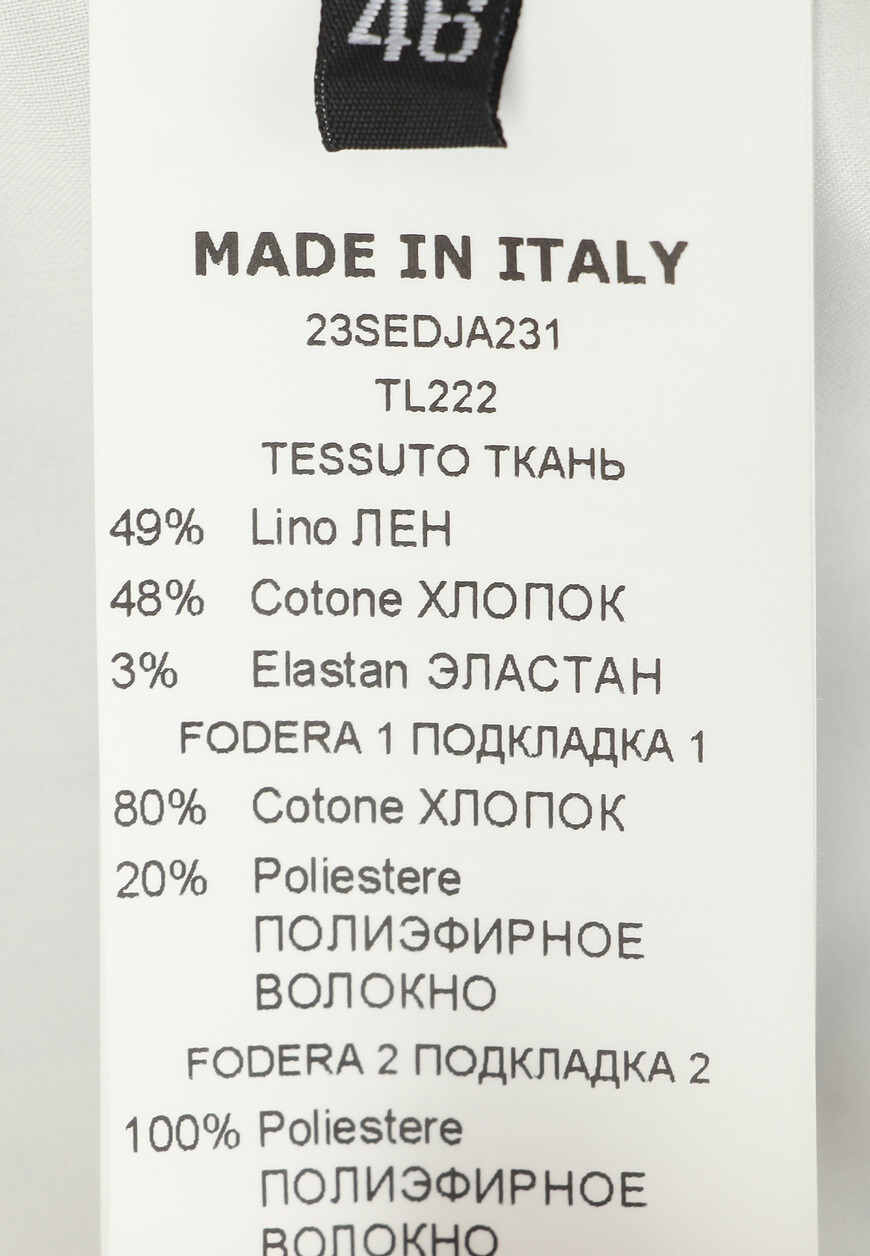 46
MADE IN ITALY
23SEDJA231
TL222
TESSUTO ТКАНЬ
49% Lino ЛЕН
48% Cotone ХЛОПОК
3% Elastan ЭЛАСТАН
FODERA 1 ПОДКЛАДКА 1
80% Cotone ХЛОПОК
20% Poliestere
ПОЛИЭФИРНОЕ
ВОЛОКНО
FODERA 2 ПОДКЛАДКА 2
100% Poliestere
ПОЛИЭФИРНОЕ
ВОЛОКНО